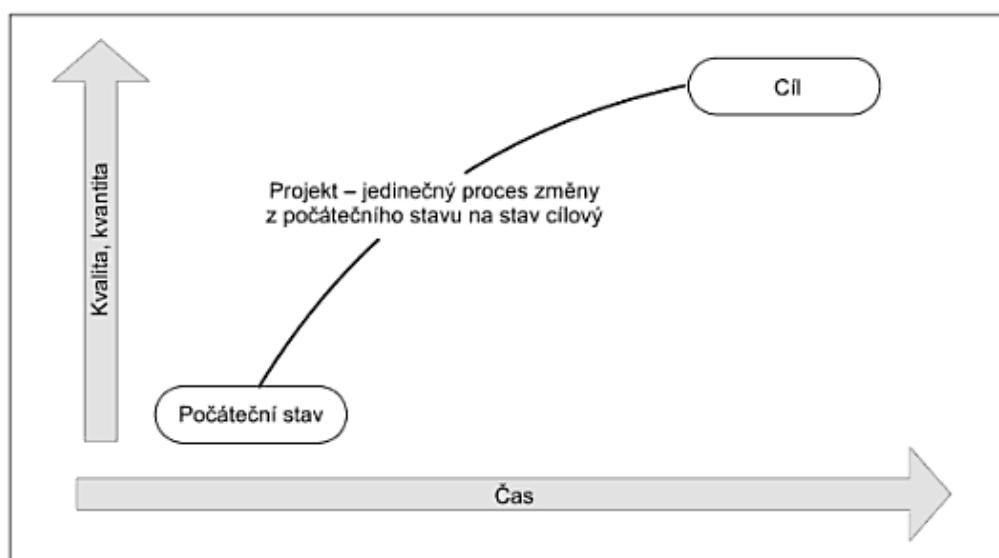 Cíl
Projekt – jedinečný proces změny
z počátečního stavu na stav cílový
Kvalita, kvantita
Počáteční stav
Čas